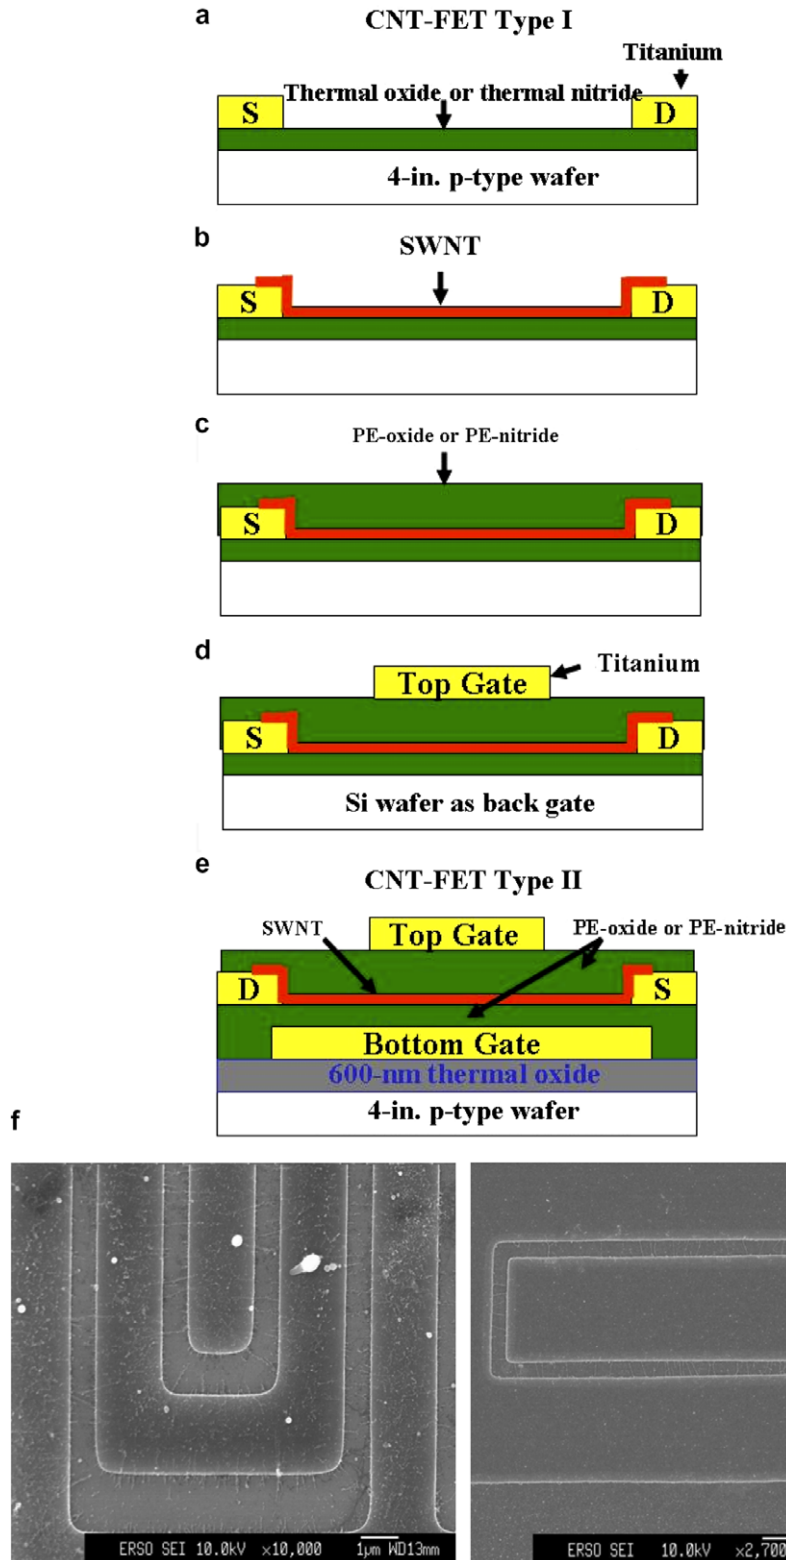 a
CNT-FET Type I
Titanium
Thermal oxide or thermal nitride
S
D
4-in. p-type wafer
b
SWNT
S
D
c
PE-oxide or PE-nitride
S
D
d
Top Gate
Titanium
S
D
Si wafer as back gate
e
CNT-FET Type II
SWNT
Top Gate
PE-oxide or PE-nitride
D
S
Bottom Gate
600-nm thermal oxide
4-in. p-type wafer
f
ERSO SEI 10.0kV ×10,000 1μm WD13mm
ERSO SEI 10.0kV ×2,700